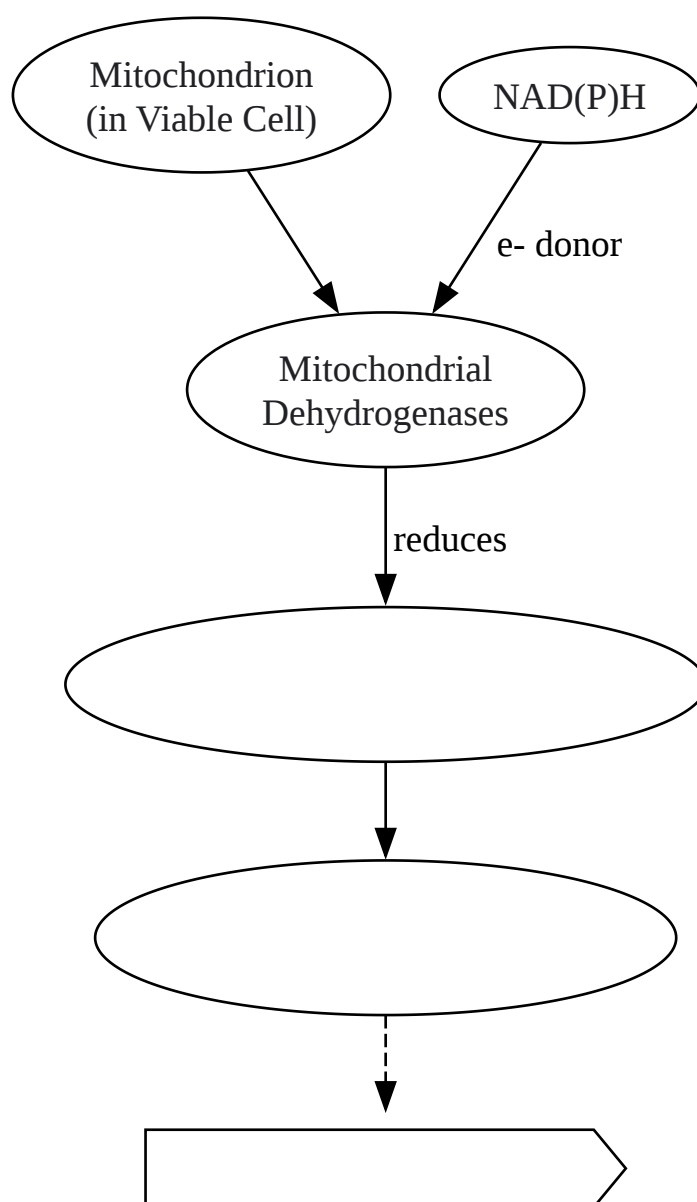 Mitochondrion
(in Viable Cell)
NAD(P)H
e- donor
Mitochondrial
Dehydrogenases
reduces